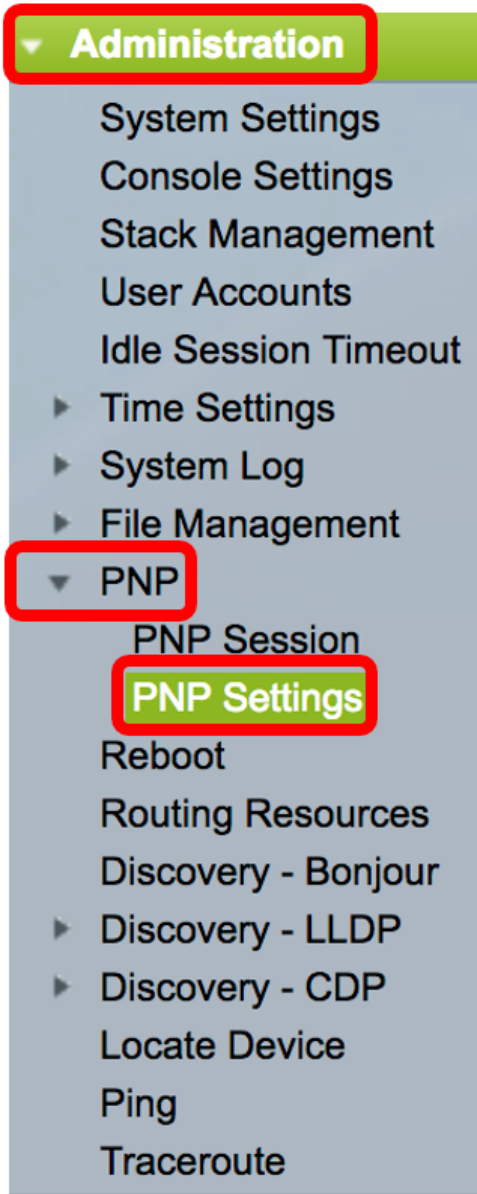 Administration
System Settings
Console Settings
Stack Management
User Accounts
Idle Session Timeout
Time Settings
System Log
File Management
PNP
PNP Session
PNP Settings
Reboot
Routing Resources
Discovery - Bonjour
Discovery - LLDP
Discovery - CDP
Locate Device
Ping
Traceroute